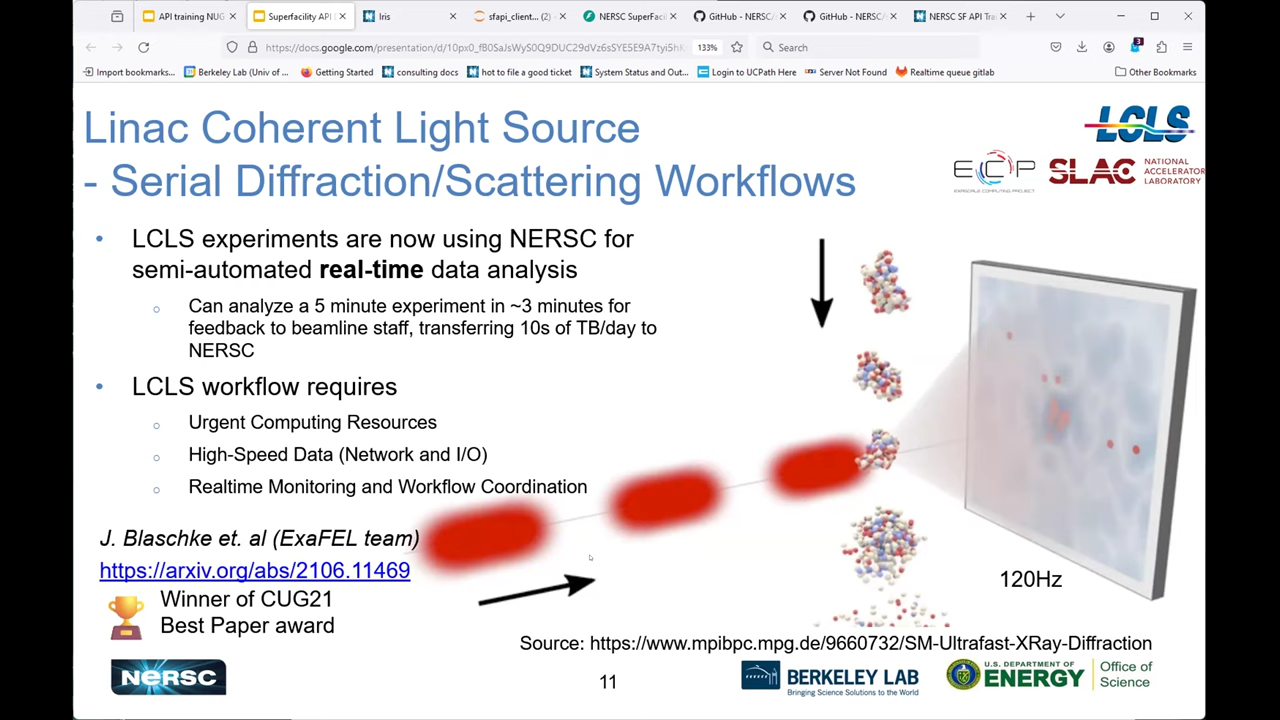 API training NUG
Superfacility API D
Iris
sfapi_client... (2) -
NERSC SuperFaci
GitHub - NERSC/
GitHub - NERSC/
NERSC SF API Tra
3
133%
Search
Import bookmarks...
Berkeley Lab (Univ of ...
Getting Started
consulting docs
hot to file a good ticket
System Status and Out...
Login to UCPath Here
Server Not Found
Realtime queue gitlab
Other Bookmarks
Linac Coherent Light Source
- Serial Diffraction/Scattering Workflows
LCLS
ECP
EXASCALE COMPUTING PROJECT
SLAC
NATIONAL
ACCELERATOR
LABORATORY
• LCLS experiments are now using NERSC for
semi-automated real-time data analysis
○ Can analyze a 5 minute experiment in ~3 minutes for
feedback to beamline staff, transferring 10s of TB/day to
NERSC
• LCLS workflow requires
○ Urgent Computing Resources
○ High-Speed Data (Network and I/O)
○ Realtime Monitoring and Workflow Coordination
J. Blaschke et. al (ExaFEL team)
https://arxiv.org/abs/2106.11469
Winner of CUG21
Best Paper award
120Hz
Source: https://www.mpibpc.mpg.de/9660732/SM-Ultrafast-XRay-Diffraction
NERSC
11
BERKELEY LAB
Bringing Science Solutions to the World
U.S. DEPARTMENT OF
ENERGY
Office of
Science